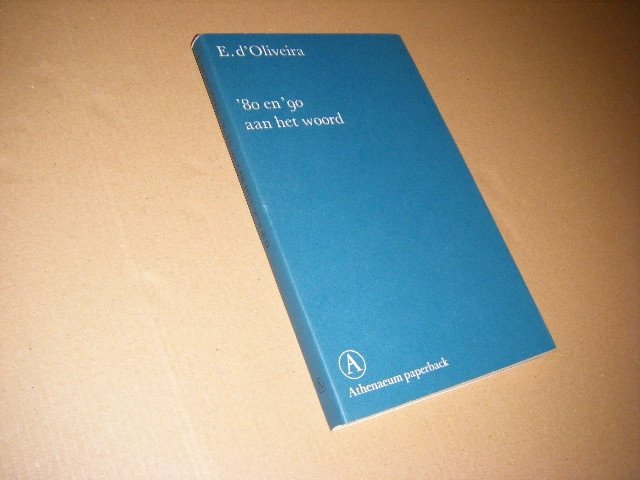 E. d'Oliveira
'80 en '90
aan het woord
A
Athenaeum paperback